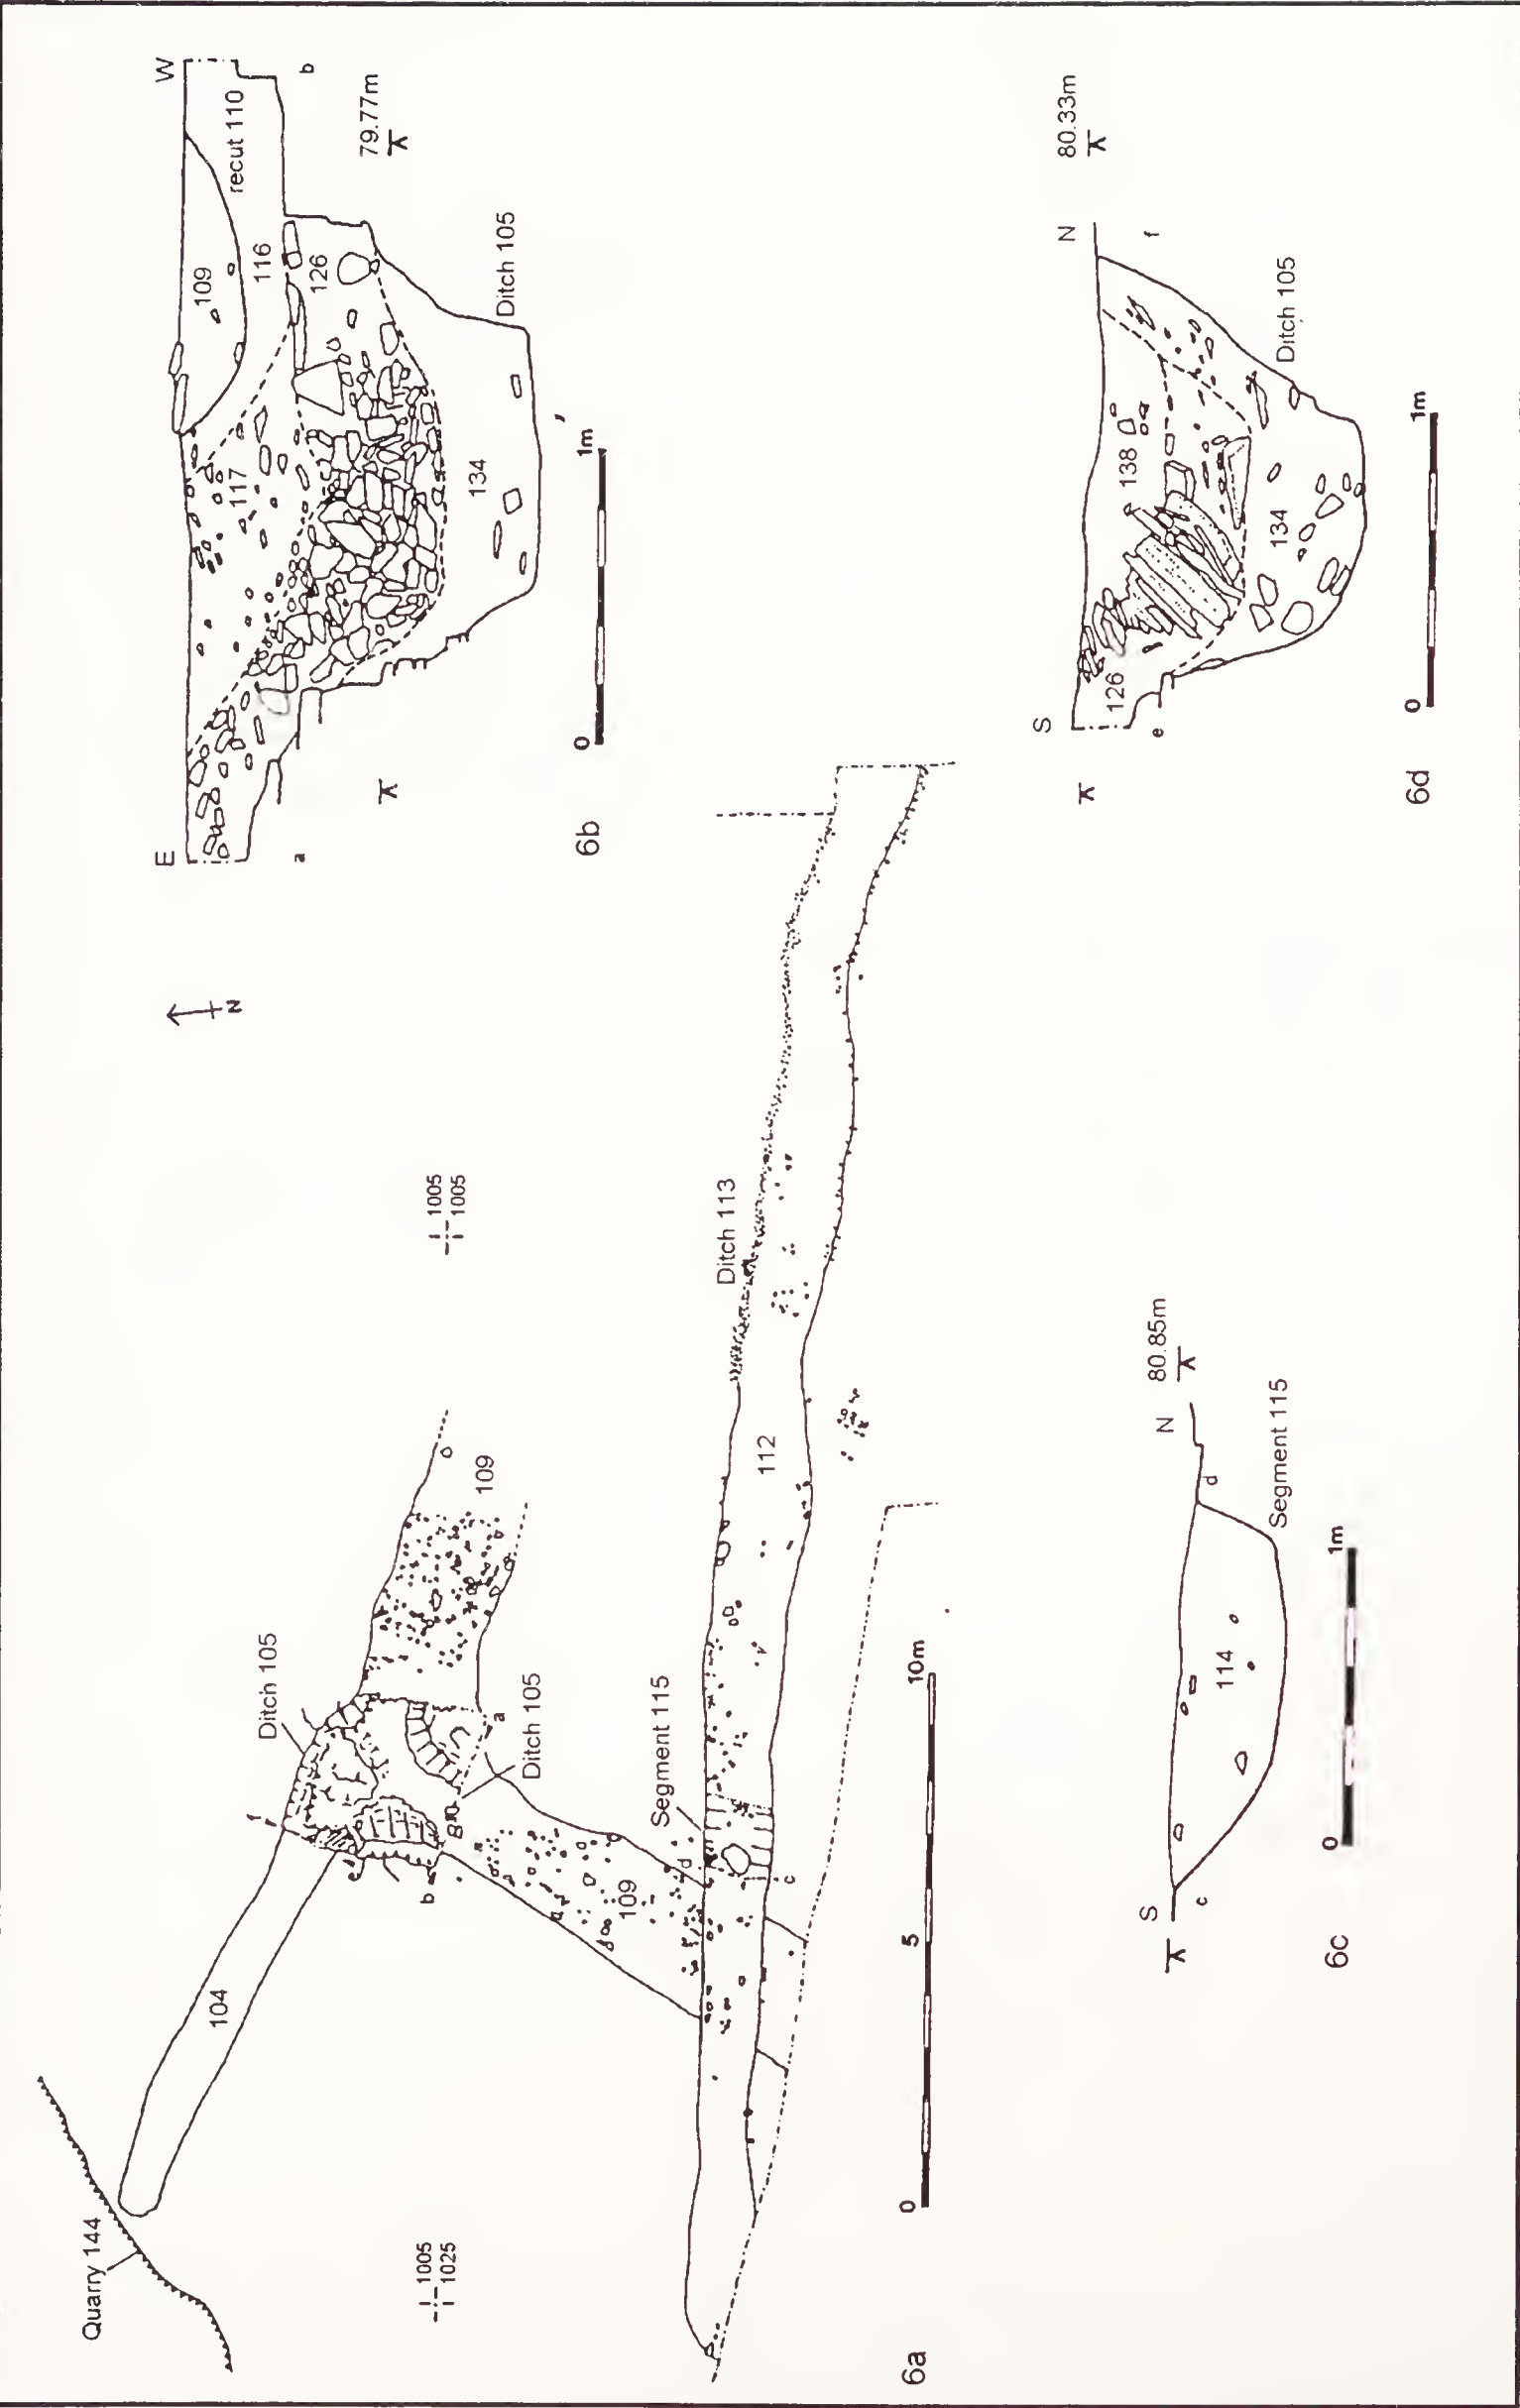 Quarry 144
104
Ditch 105
f
e
b
B
a
109
Ditch 105
109
1005
1025
1005
1005
N
Segment 115
d
c
Ditch 113
112
0
5
10m
6a
E
W
109
recut 110
117
116
126
134
a
b
79.77m
Ditch 105
0
1m
6b
S
N
80.85m
c
d
114
Segment 115
0
1m
6c
S
N
80.33m
126
138
134
e
f
Ditch 105
0
1m
6d